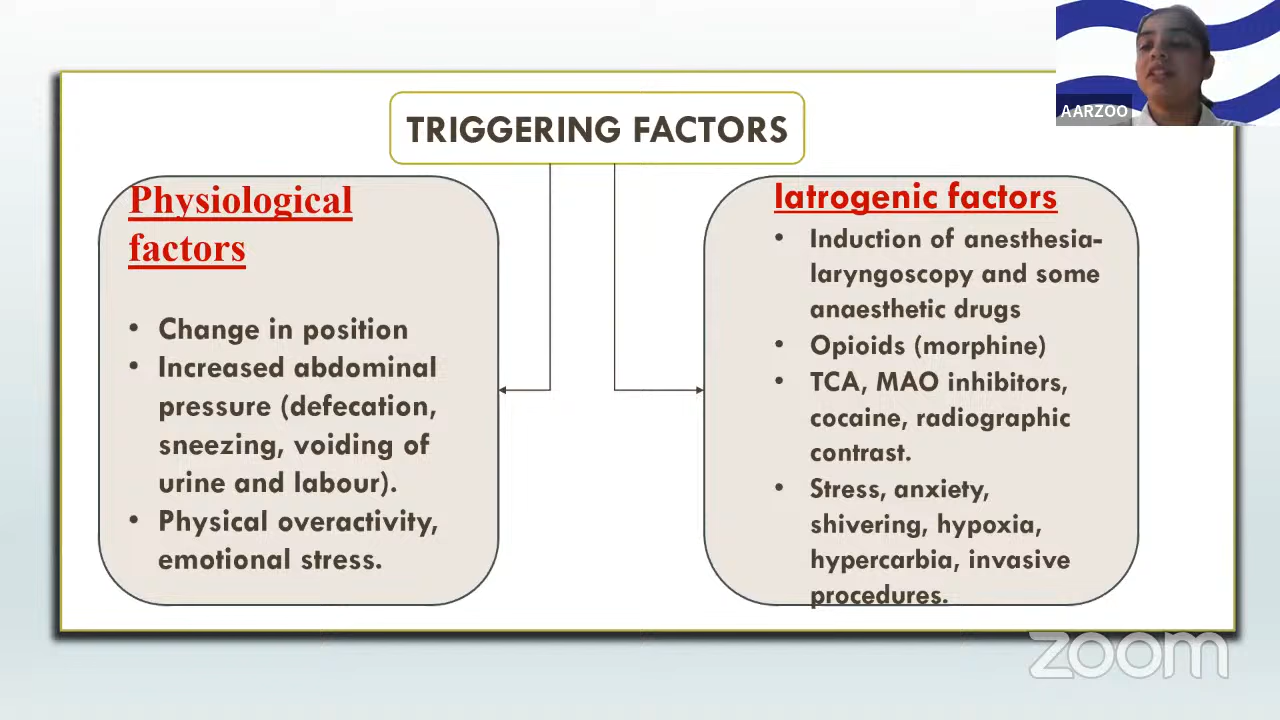 AARZOO
TRIGGERING FACTORS
Physiological
factors
• Change in position
• Increased abdominal
pressure (defecation,
sneezing, voiding of
urine and labour).
• Physical overactivity,
emotional stress.
Iatrogenic factors
• Induction of anesthesia-
laryngoscopy and some
anaesthetic drugs
• Opioids (morphine)
• TCA, MAO inhibitors,
cocaine, radiographic
contrast.
• Stress, anxiety,
shivering, hypoxia,
hypercarbia, invasive
procedures.
zoom